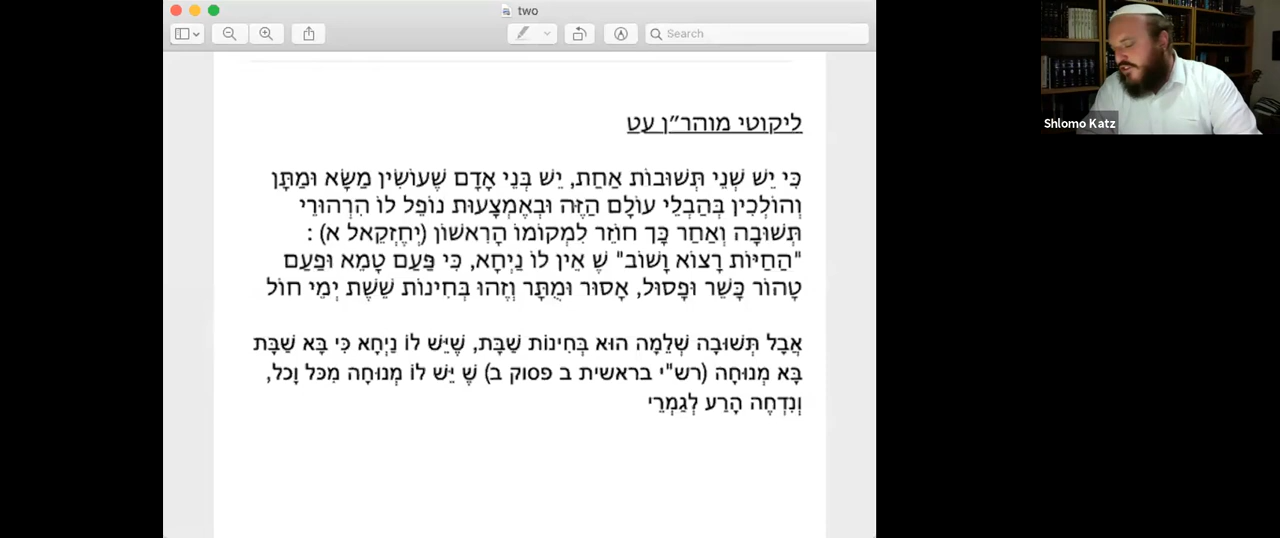 two
Search
Shlomo Katz
ליקוטי מוהר״ן עט
כִּי יֵשׁ שְׁנֵי תְּשׁוּבוֹת אַחַת, יֵשׁ בְּנֵי אָדָם שֶׁעוֹשִׂין מַשָּׂא וּמַתָּן
וְהוֹלְכִין בְּהַבְלֵי עוֹלָם הַזֶּה וּבְאֶמְצָעוּת נוֹפֵל לוֹ הִרְהוּרֵי
תְּשׁוּבָה וְאַחַר כָּךְ חוֹזֵר לִמְקוֹמוֹ הָרִאשׁוֹן (יְחֶזְקֵאל א) :
"הַחַיּוֹת רָצוֹא וָשׁוֹב" שֶׁ אֵין לוֹ נַיְחָא, כִּי פַּעַם טָמֵא וּפַעַם
טָהוֹר כָּשֵׁר וּפָסוּל, אָסוּר וּמֻתָּר וְזֶהוּ בְּחִינוֹת שֵׁשֶׁת יְמֵי חוֹל
אֲבָל תְּשׁוּבָה שְׁלֵמָה הוּא בְּחִינוֹת שַׁבָּת, שֶׁיֵּשׁ לוֹ נַיְחָא כִּי בָּא שַׁבָּת
בָּא מְנוּחָה (רש"י בראשית ב פסוק ב) שֶׁ יֵּשׁ לוֹ מְנוּחָה מִכֹּל וָכֹל,
וְנִדְחֶה הָרַע לְגַמְרֵי